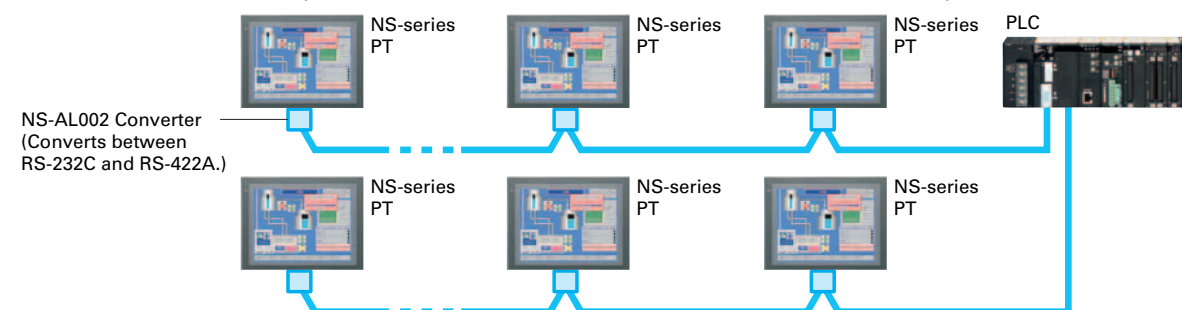 NS-series
PT
NS-series
PT
NS-series
PT
PLC
NS-AL002 Converter
(Converts between
RS-232C and RS-422A.)
NS-series
PT
NS-series
PT
NS-series
PT